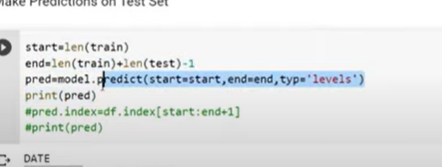 Make Predictions on Test Set
start=len(train)
end=len(train)+len(test)-1
pred=model.predict(start=start,end=end,typ='levels')
print(pred)
#pred.index=df.index[start:end+1]
#print(pred)
DATE